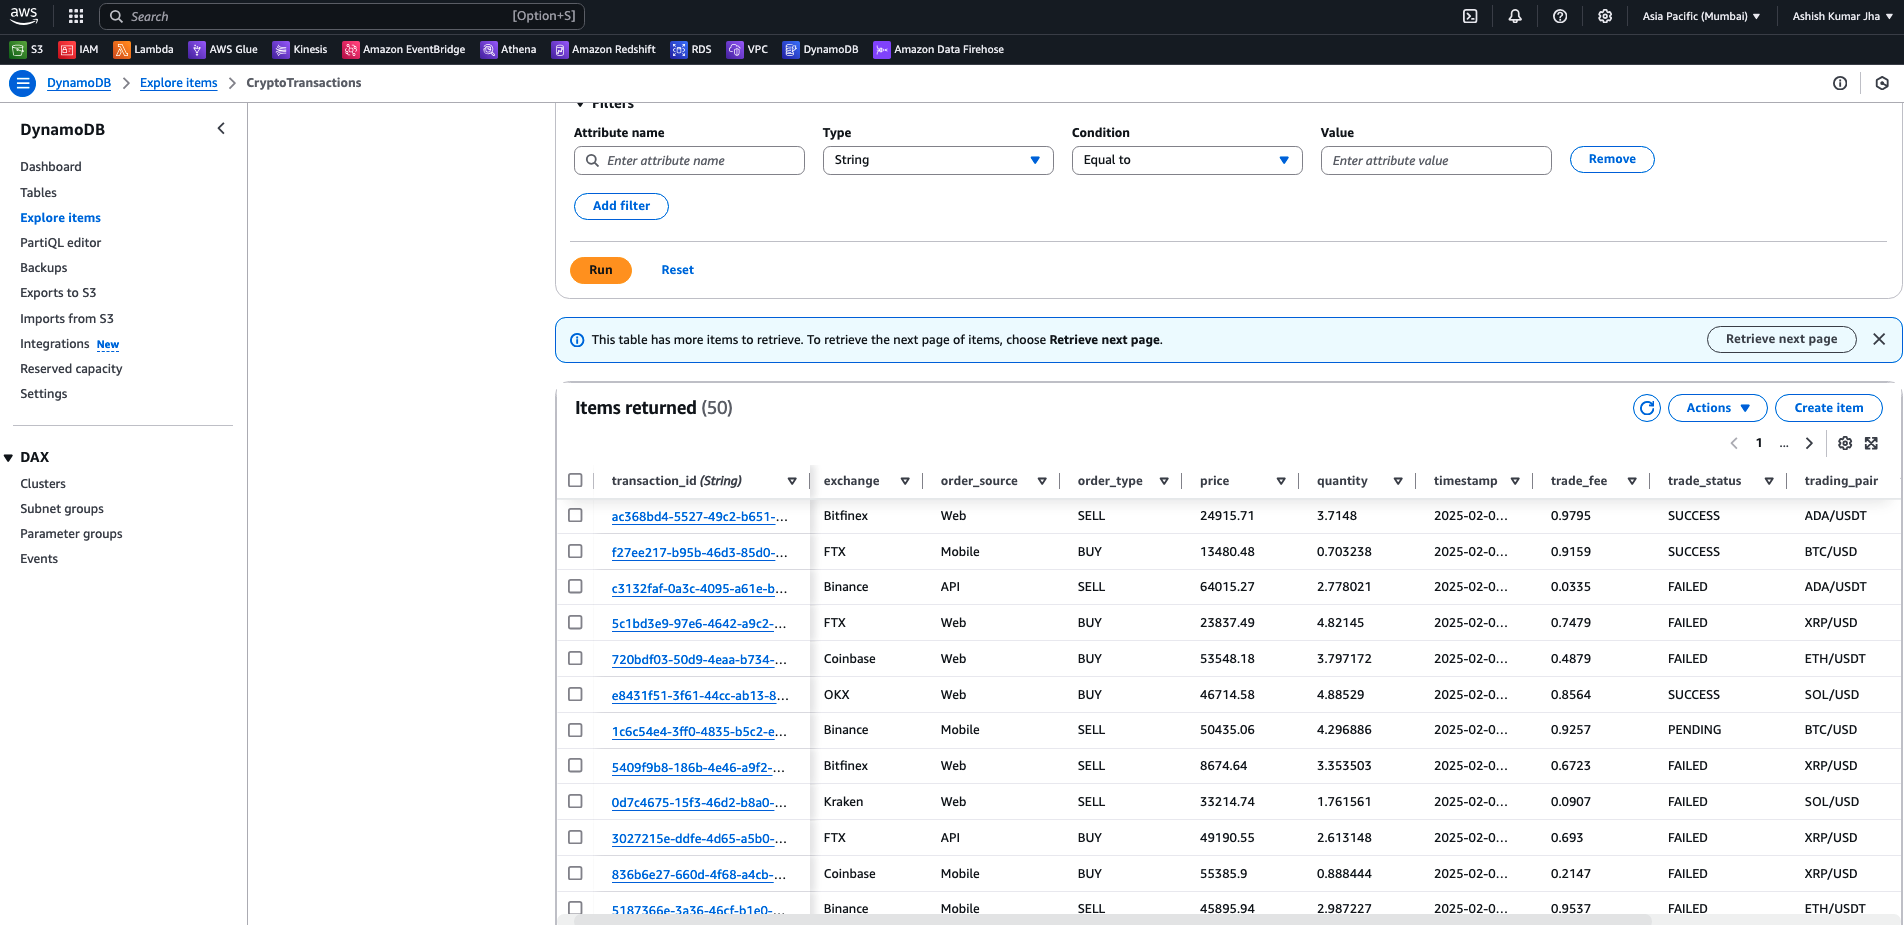 aws Search [Option+S] Asia Pacific (Mumbai) Ashish Kumar Jha
S3 IAM Lambda AWS Glue Kinesis Amazon EventBridge Athena Amazon Redshift RDS VPC DynamoDB Amazon Data Firehose
DynamoDB Explore items CryptoTransactions
DynamoDB
Dashboard
Tables
Explore items
PartiQL editor
Backups
Exports to S3
Imports from S3
Integrations New
Reserved capacity
Settings
DAX
Clusters
Subnet groups
Parameter groups
Events
Filters
Attribute name Type Condition Value
Enter attribute name String Equal to Enter attribute value Remove
Add filter
Run Reset
This table has more items to retrieve. To retrieve the next page of items, choose Retrieve next page. Retrieve next page
Items returned (50) Actions Create item
1 ...
transaction_id (String) exchange order_source order_type price quantity timestamp trade_fee trade_status trading_pair
ac368bd4-5527-49c2-b651-... Bitfinex Web SELL 24915.71 3.7148 2025-02-0... 0.9795 SUCCESS ADA/USDT
f27ee217-b95b-46d3-85d0-... FTX Mobile BUY 13480.48 0.703238 2025-02-0... 0.9159 SUCCESS BTC/USD
c3132faf-0a3c-4095-a61e-b... Binance API SELL 64015.27 2.778021 2025-02-0... 0.0335 FAILED ADA/USDT
5c1bd3e9-97e6-4642-a9c2-... FTX Web BUY 23837.49 4.82145 2025-02-0... 0.7479 FAILED XRP/USD
720bdf03-50d9-4eaa-b734-... Coinbase Web BUY 53548.18 3.797172 2025-02-0... 0.4879 FAILED ETH/USDT
e8431f51-3f61-44cc-ab13-8... OKX Web BUY 46714.58 4.88529 2025-02-0... 0.8564 SUCCESS SOL/USD
1c6c54e4-3ff0-4835-b5c2-e... Binance Mobile SELL 50435.06 4.296886 2025-02-0... 0.9257 PENDING BTC/USD
5409f9b8-186b-4e46-a9f2-... Bitfinex Web SELL 8674.64 3.353503 2025-02-0... 0.6723 FAILED XRP/USD
0d7c4675-15f3-46d2-b8a0-... Kraken Web SELL 33214.74 1.761561 2025-02-0... 0.0907 FAILED SOL/USD
3027215e-ddfe-4d65-a5b0-... FTX API BUY 49190.55 2.613148 2025-02-0... 0.693 FAILED XRP/USD
836b6e27-660d-4f68-a4cb-... Coinbase Mobile BUY 55385.9 0.888444 2025-02-0... 0.2147 FAILED XRP/USD
5187366e-3a36-46cf-b1e0-... Binance Mobile SELL 45895.94 2.987227 2025-02-0... 0.9537 FAILED ETH/USDT